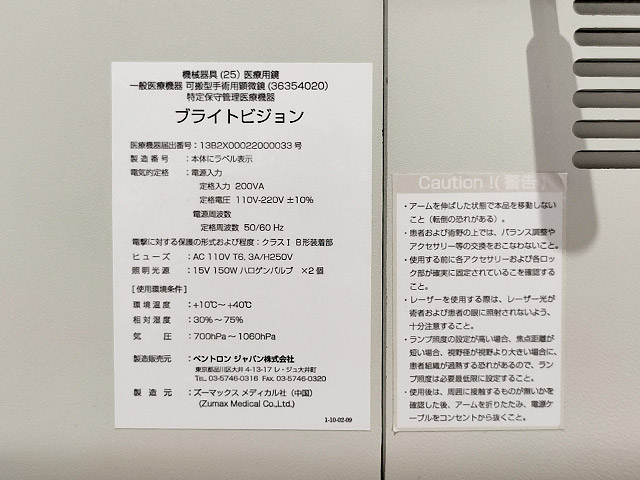 機械器具(25) 医療用鏡
一般医療機器 可搬型手術用顕微鏡(36354020)
特定保守管理医療機器
ブライトビジョン
医療機器届出番号:13B2X00022000033 号
製造番号 :本体にラベル表示
電気的定格 :電源入力
定格入力 200VA
定格電圧 110V-220V ±10%
電源周波数
定格周波数 50/60 Hz
電撃に対する保護の形式および程度:クラスⅠ B形装着部
ヒューズ :AC 110V T6, 3A/H250V
照明光源 :15V 150W ハロゲンバルブ ×2個
[使用環境条件]
環境温度 :+10℃~+40℃
相対湿度 :30%~75%
気圧 :700hPa~1060hPa
製造販売元 :ペントロン ジャパン株式会社
東京都品川区大井 4-13-17 レ・ジュ大井町
TEL. 03-5746-0316 FAX. 03-5746-0320
製造元 :ズーマックス メディカル社(中国)
(Zumax Medical Co.,Ltd.)
1-10-02-09
Caution !(警告)
・アームを伸ばした状態で本品を移動しない
こと(転倒の恐れがある)。
・患者および術野の上では、バランス調整や
アクセサリー等の交換をおこなわないこと。
・使用する前に各アクセサリーおよび各ロッ
ク部が確実に固定されているこを確認する
こと。
・レーザーを使用する際は、レーザー光が
術者および患者の眼に照射されないよう、
十分注意すること。
・ランプ照度の設定が高い場合、焦点距離が
短い場合、視野径が視野より大きい場合に、
患者組織が過熱する恐れがあるので、ラン
プ照度は必要最低限に設定すること。
・使用後は、周囲に接触するものが無いかを
確認した後、アームを折りたたみ、電源ケ
ーブルをコンセントから抜くこと。